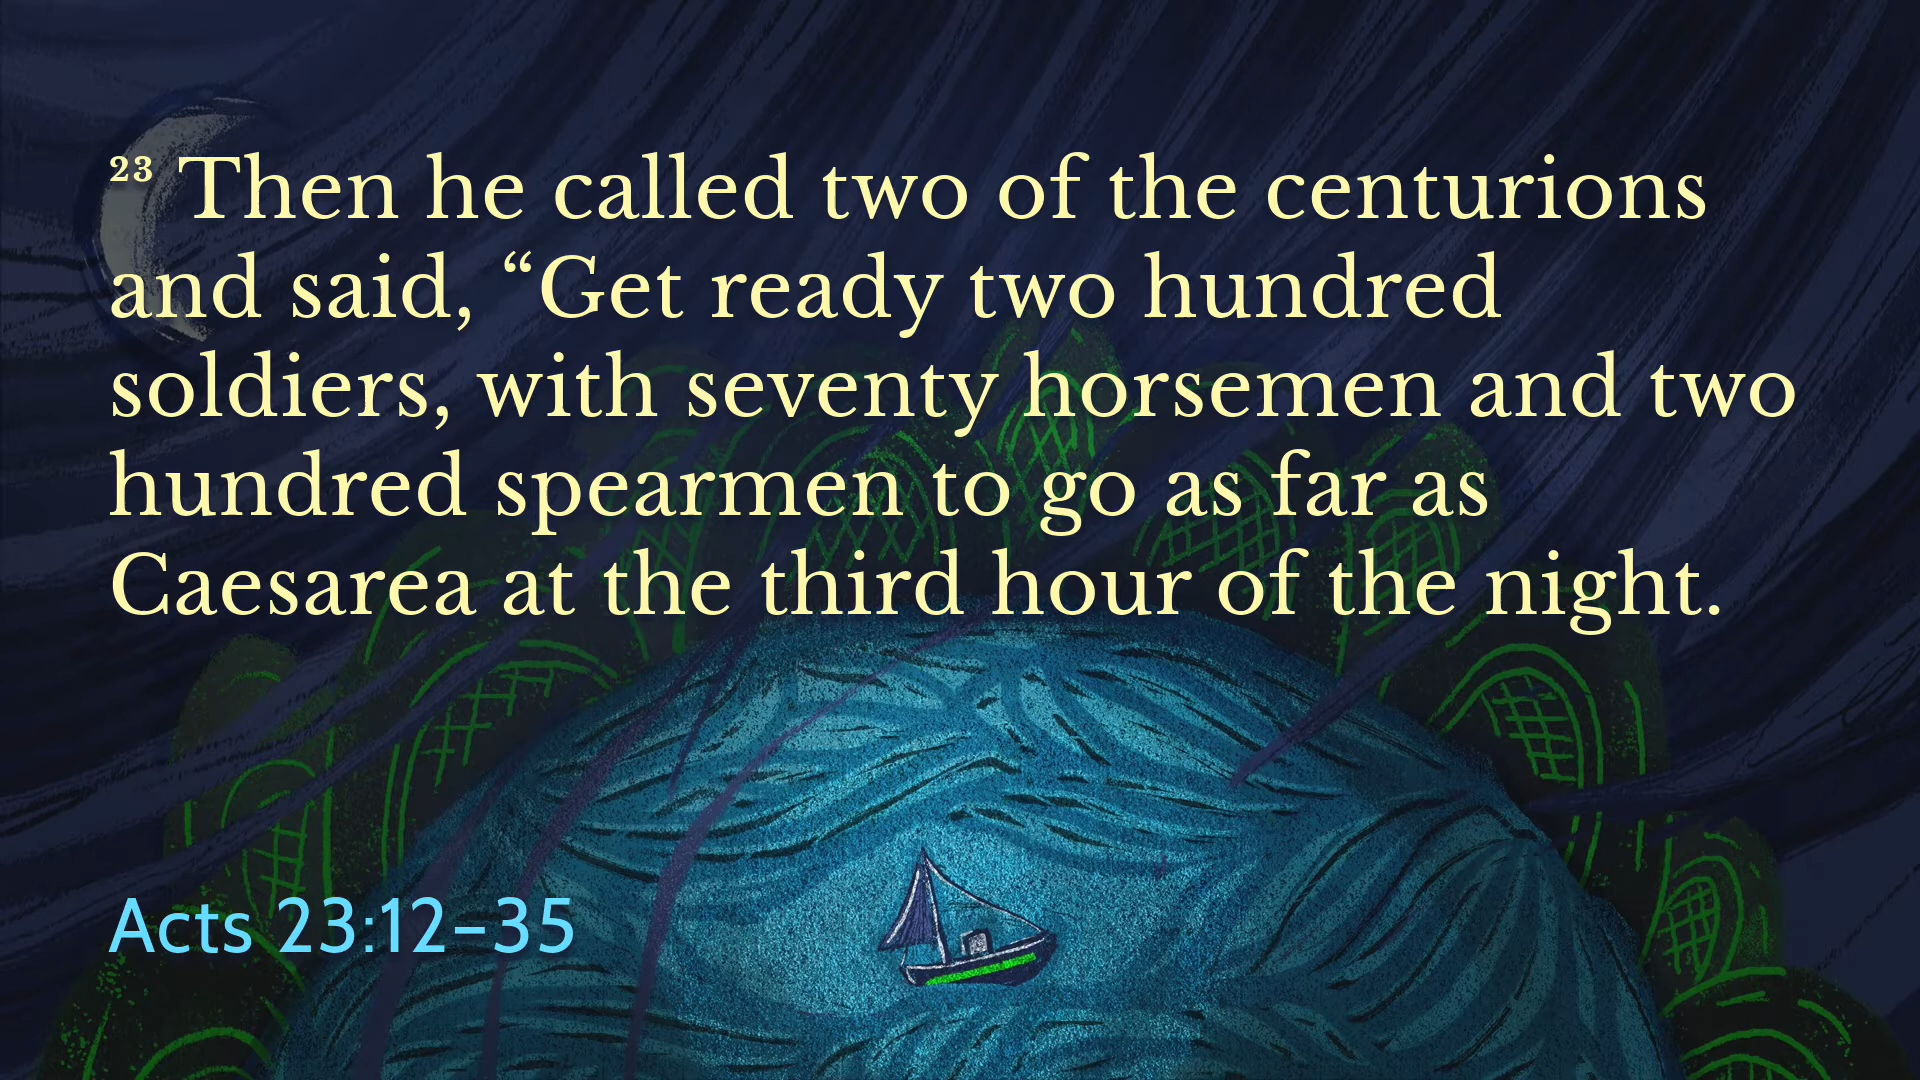 ²³ Then he called two of the centurions
and said, “Get ready two hundred
soldiers, with seventy horsemen and two
hundred spearmen to go as far as
Caesarea at the third hour of the night.
Acts 23:12–35